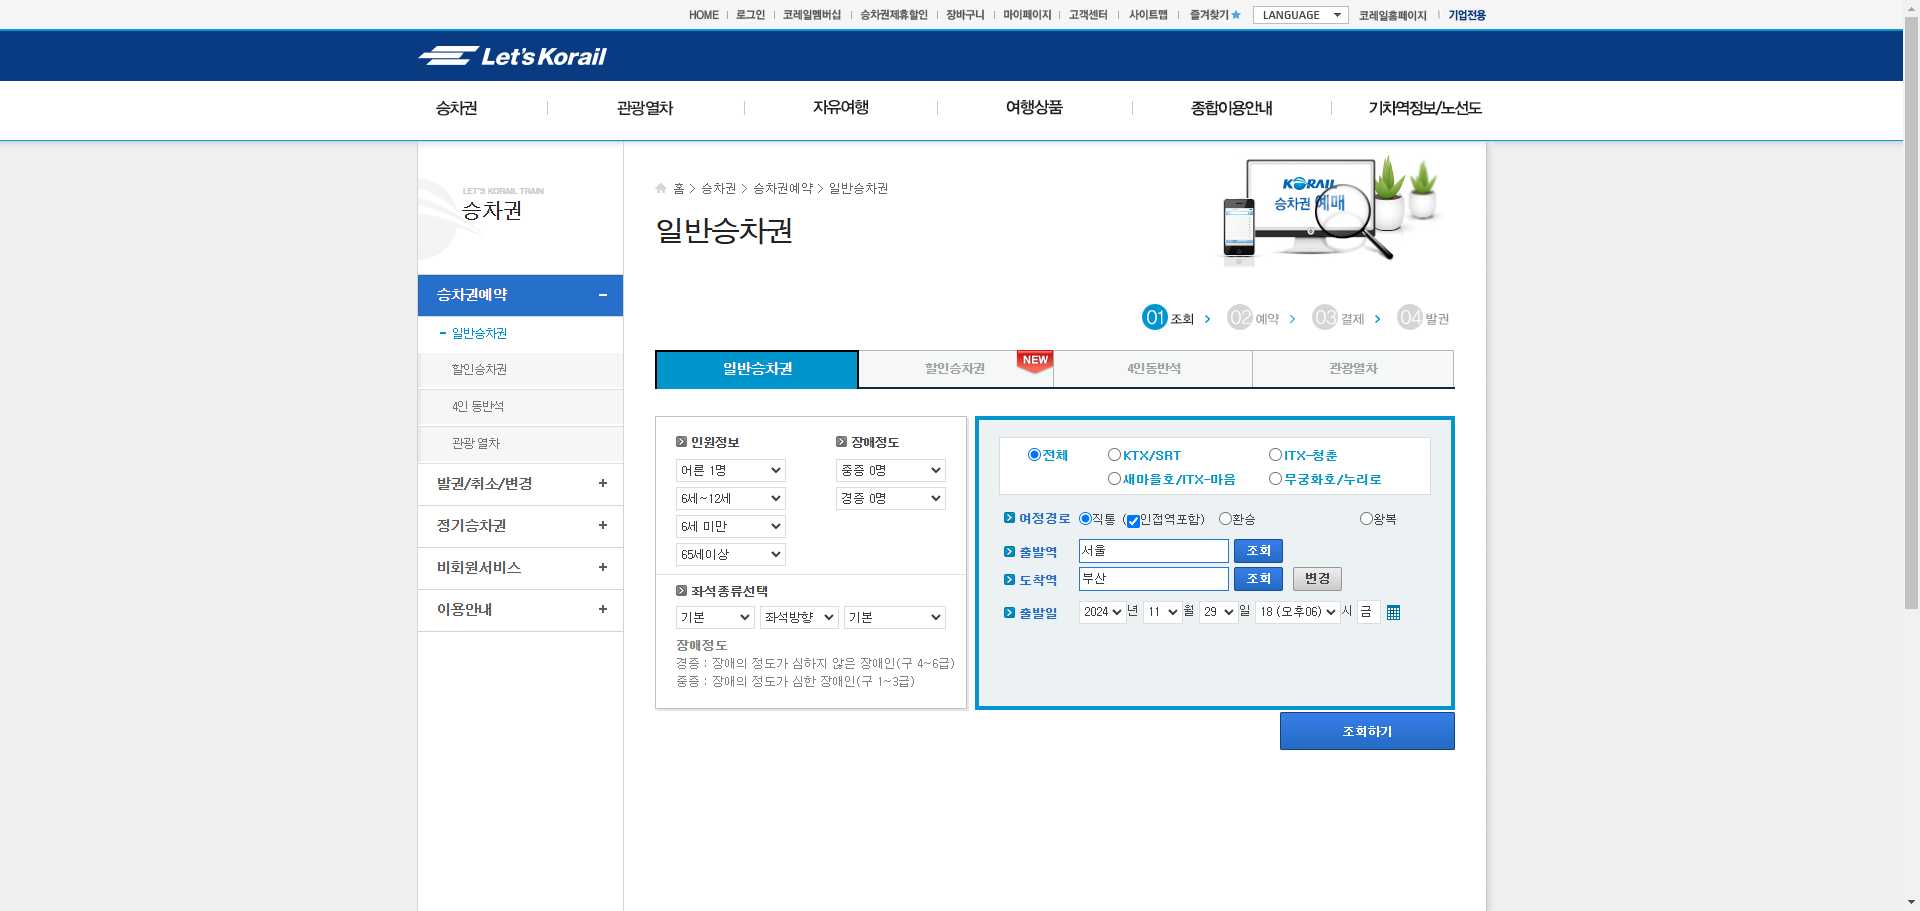 HOME 로그인 코레일멤버십 승차권제휴할인 장바구니 마이페이지 고객센터 사이트맵 즐겨찾기 LANGUAGE 코레일홈페이지 기업전용
Let's Korail
승차권 관광열차 자유여행 여행상품 종합이용안내 기차역정보/노선도
LET'S KORAIL TRAIN
승차권
승차권예약
일반승차권
할인승차권
4인 동반석
관광 열차
발권/취소/변경
정기승차권
비회원서비스
이용안내
홈 > 승차권 > 승차권예약 > 일반승차권
일반승차권
KORAIL
승차권 예매
01 조회 02 예약 03 결제 04 발권
일반승차권 할인승차권 NEW 4인동반석 관광열차
인원정보 장애정도
어른 1명 중증 0명
6세~12세 경증 0명
6세 미만
65세이상
좌석종류선택
기본 좌석방향 기본
장애정도
경증 : 장애의 정도가 심하지 않은 장애인(구 4~6급)
중증 : 장애의 정도가 심한 장애인(구 1~3급)
전체 KTX/SRT ITX-청춘
새마을호/ITX-마음 무궁화호/누리로
여정경로 직통 (인접역포함) 환승 왕복
출발역 서울 조회
도착역 부산 조회 변경
출발일 2024 년 11 월 29 일 18 (오후06) 시 금
조회하기